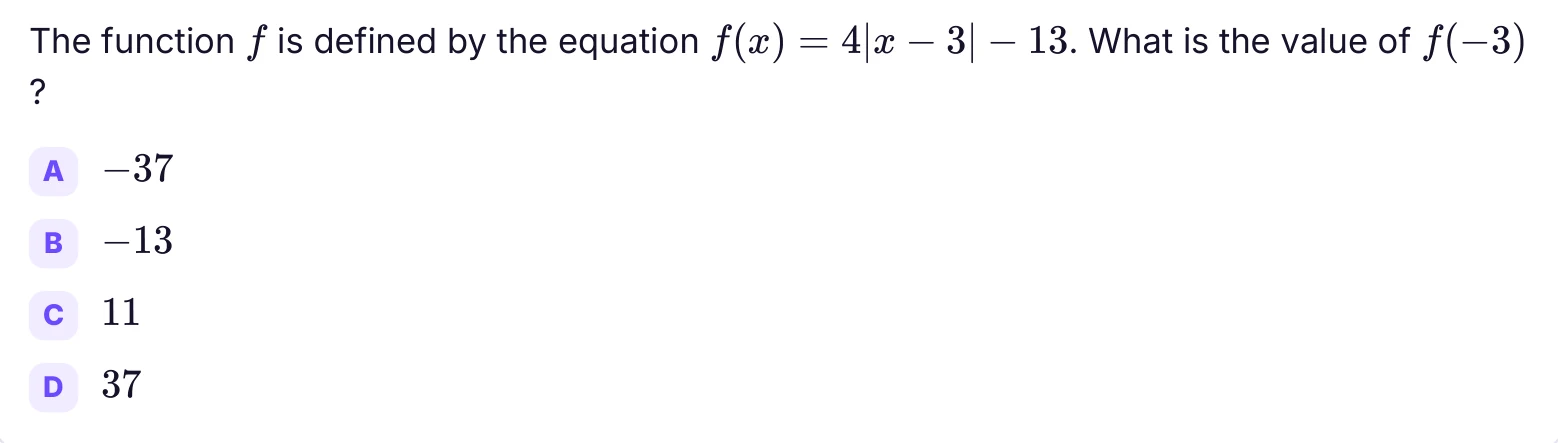 The function f is defined by the equation f(x) = 4|x − 3| − 13. What is the value of f(−3)
?
A −37
B −13
C 11
D 37